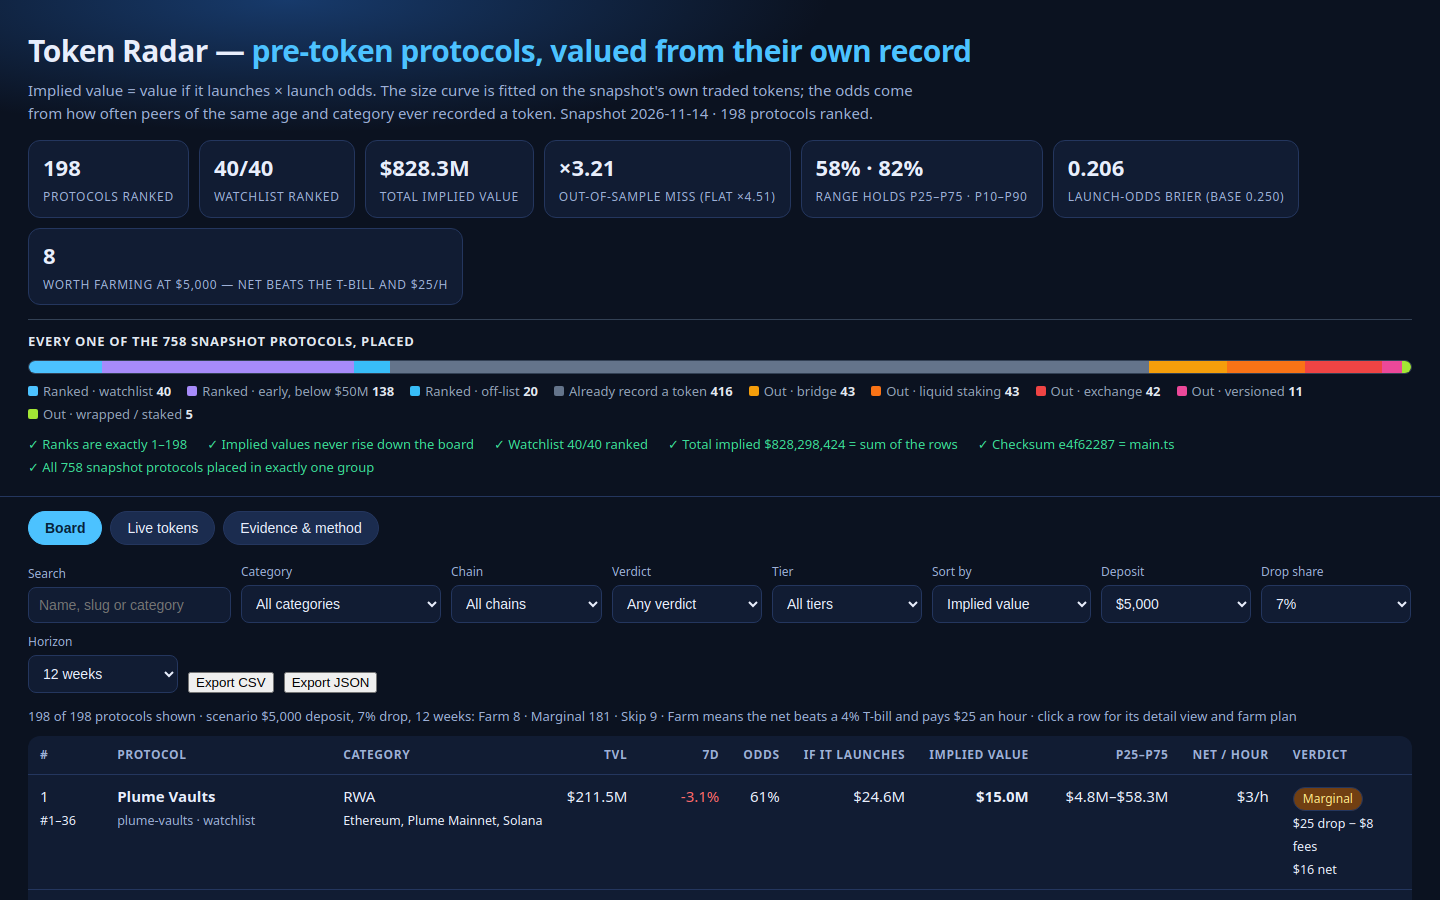 Token Radar — pre-token protocols, valued from their own record
Implied value = value if it launches × launch odds. The size curve is fitted on the snapshot's own traded tokens; the odds come
from how often peers of the same age and category ever recorded a token. Snapshot 2026-11-14 · 198 protocols ranked.
198
PROTOCOLS RANKED
40/40
WATCHLIST RANKED
$828.3M
TOTAL IMPLIED VALUE
×3.21
OUT-OF-SAMPLE MISS (FLAT ×4.51)
58% · 82%
RANGE HOLDS P25–P75 · P10–P90
0.206
LAUNCH-ODDS BRIER (BASE 0.250)
8
WORTH FARMING AT $5,000 — NET BEATS THE T-BILL AND $25/H
EVERY ONE OF THE 758 SNAPSHOT PROTOCOLS, PLACED
Ranked · watchlist 40 Ranked · early, below $50M 138 Ranked · off-list 20 Already record a token 416 Out · bridge 43 Out · liquid staking 43 Out · exchange 42 Out · versioned 11
Out · wrapped / staked 5
✓ Ranks are exactly 1–198 ✓ Implied values never rise down the board ✓ Watchlist 40/40 ranked ✓ Total implied $828,298,424 = sum of the rows ✓ Checksum e4f62287 = main.ts
✓ All 758 snapshot protocols placed in exactly one group
Board Live tokens Evidence & method
Search Category Chain Verdict Tier Sort by Deposit Drop share
Name, slug or category All categories All chains Any verdict All tiers Implied value $5,000 7%
Horizon
12 weeks Export CSV Export JSON
198 of 198 protocols shown · scenario $5,000 deposit, 7% drop, 12 weeks: Farm 8 · Marginal 181 · Skip 9 · Farm means the net beats a 4% T-bill and pays $25 an hour · click a row for its detail view and farm plan
# PROTOCOL CATEGORY TVL 7D ODDS IF IT LAUNCHES IMPLIED VALUE P25–P75 NET / HOUR VERDICT
1 Plume Vaults RWA $211.5M -3.1% 61% $24.6M $15.0M $4.8M–$58.3M $3/h Marginal
#1–36 plume-vaults · watchlist Ethereum, Plume Mainnet, Solana $25 drop − $8
fees
$16 net